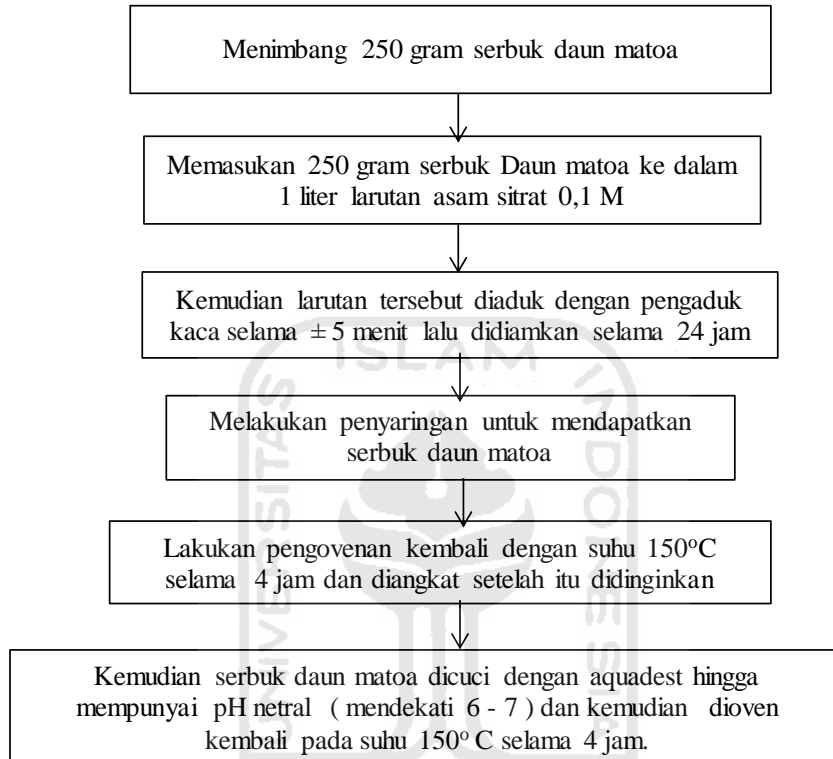 Menimbang 250 gram serbuk daun matoa
Memasukan 250 gram serbuk Daun matoa ke dalam
1 liter larutan asam sitrat 0,1 M
Kemudian larutan tersebut diaduk dengan pengaduk
kaca selama ± 5 menit lalu didiamkan selama 24 jam
ISLAM
UNIVERSITAS
INDONESIA
Melakukan penyaringan untuk mendapatkan
serbuk daun matoa
Lakukan pengovenan kembali dengan suhu 150°C
selama 4 jam dan diangkat setelah itu didinginkan
Kemudian serbuk daun matoa dicuci dengan aquadest hingga
mempunyai pH netral ( mendekati 6 - 7 ) dan kemudian dioven
kembali pada suhu 150° C selama 4 jam.